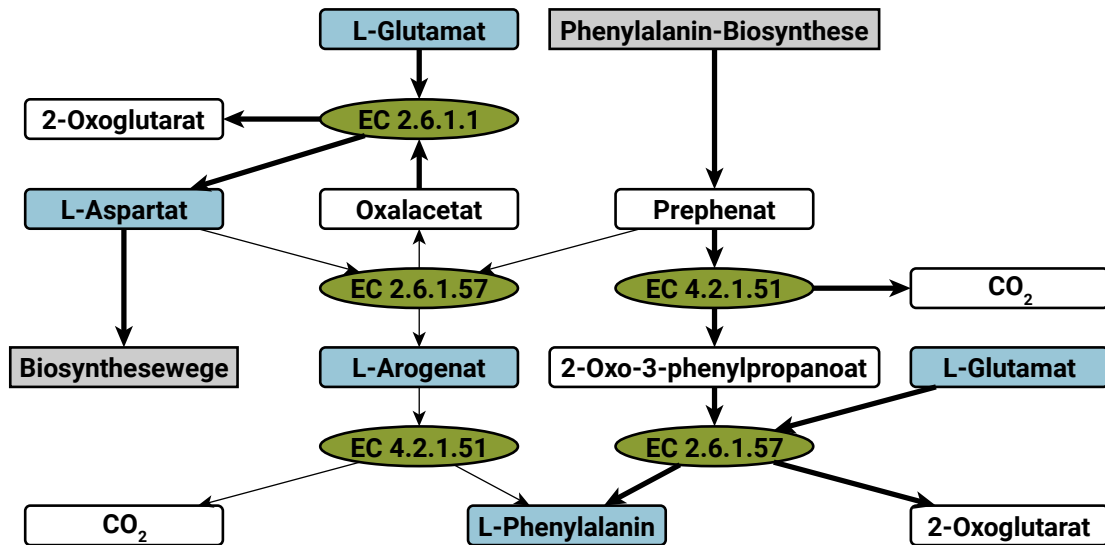 L-Glutamat
Phenylalanin-Biosynthese
2-Oxoglutarat
EC 2.6.1.1
L-Aspartat
Oxalacetat
Prephenat
EC 2.6.1.57
EC 4.2.1.51
CO₂
Biosynthesewege
L-Arogenat
2-Oxo-3-phenylpropanoat
L-Glutamat
EC 4.2.1.51
EC 2.6.1.57
CO₂
L-Phenylalanin
2-Oxoglutarat